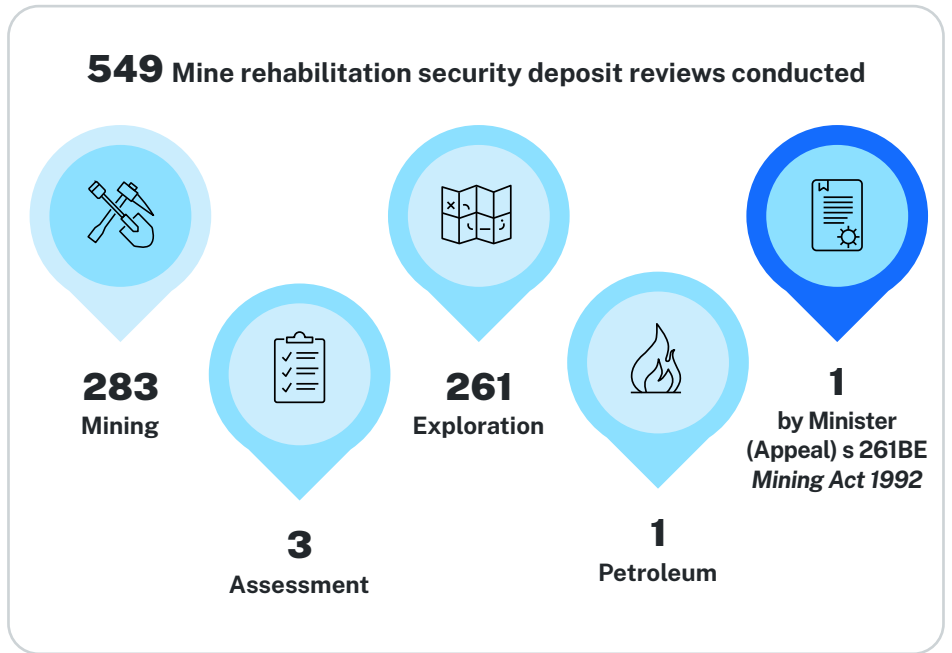 549 Mine rehabilitation security deposit reviews conducted
283
Mining
3
Assessment
261
Exploration
1
Petroleum
1
by Minister
(Appeal) s 261BE
Mining Act 1992